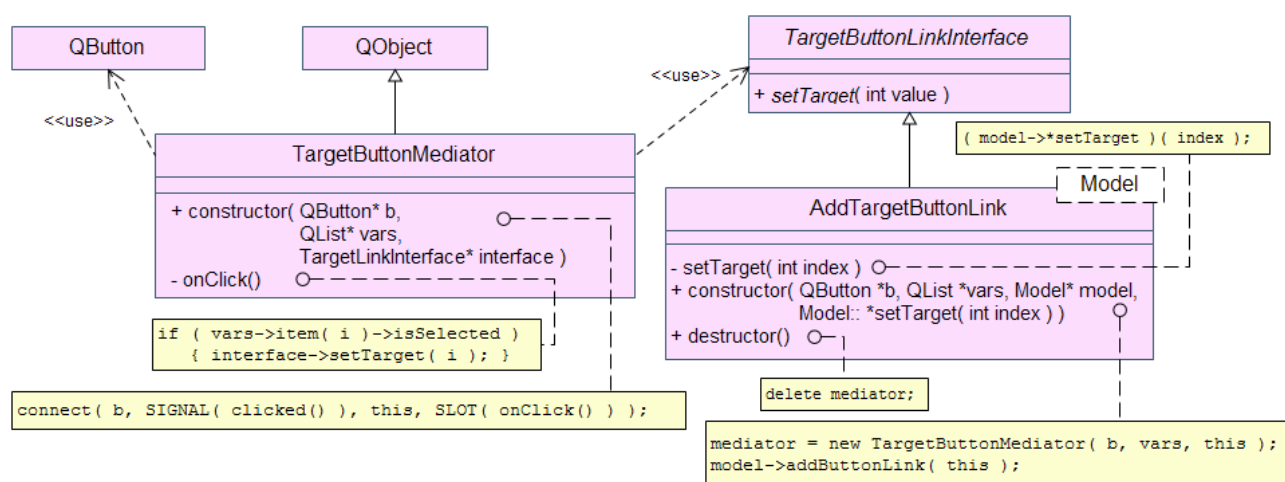 QButton
QObject
TargetButtonLinkInterface
+ setTarget( int value )
<<use>>
<<use>>
TargetButtonMediator
+ constructor( QButton* b,
QList* vars,
TargetLinkInterface* interface )
- onClick()
( model->*setTarget )( index );
Model
AddTargetButtonLink
- setTarget( int index )
+ constructor( QButton *b, QList *vars, Model* model,
Model:: *setTarget( int index ) )
+ destructor()
if ( vars->item( i )->isSelected )
{ interface->setTarget( i ); }
connect( b, SIGNAL( clicked() ), this, SLOT( onClick() ) );
delete mediator;
mediator = new TargetButtonMediator( b, vars, this );
model->addButtonLink( this );